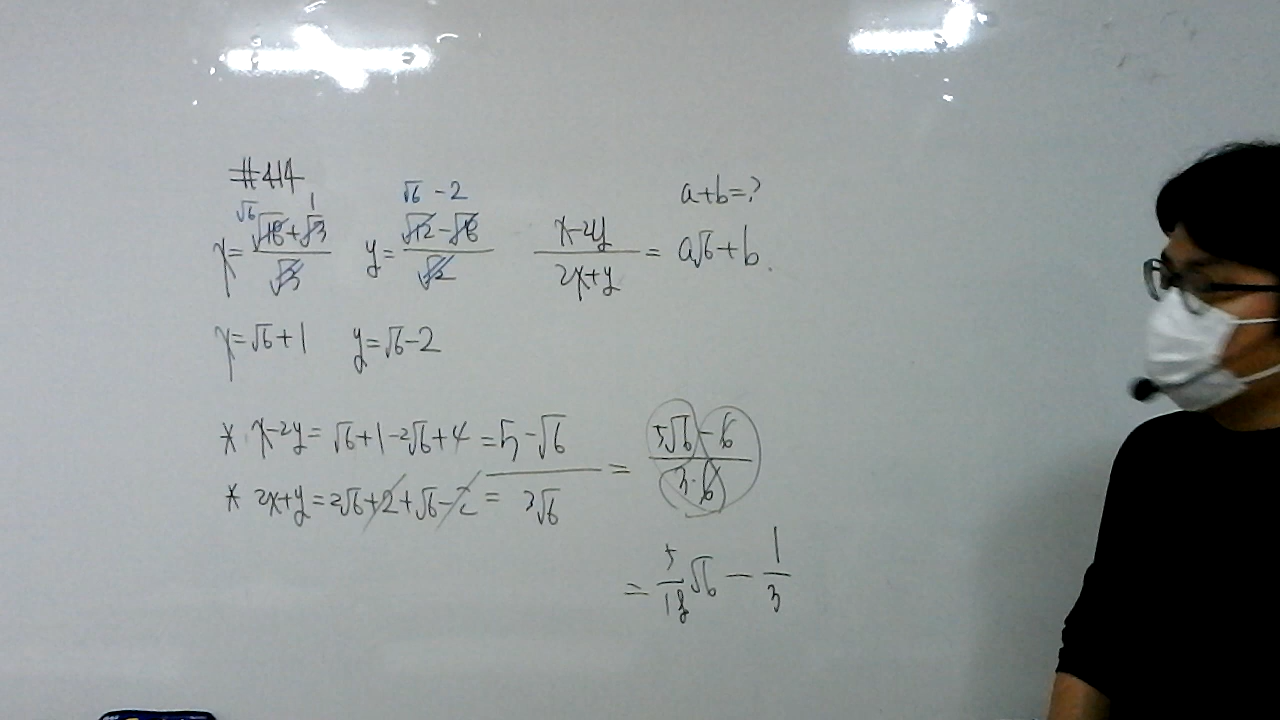 #414
a+b=?
x = (√18+√3)/√3  √6  1
y = (√12-√6)/√2  √6 -2
(x-2y)/(2x+y) = a√6+b.
x=√6+1  y=√6-2
* x-2y = √6+1-2√6+4 = 5-√6
* 2x+y = 2√6+2+√6-2 = 3√6
= (5√6-6)/(3·6)
= 5/18 √6 - 1/3